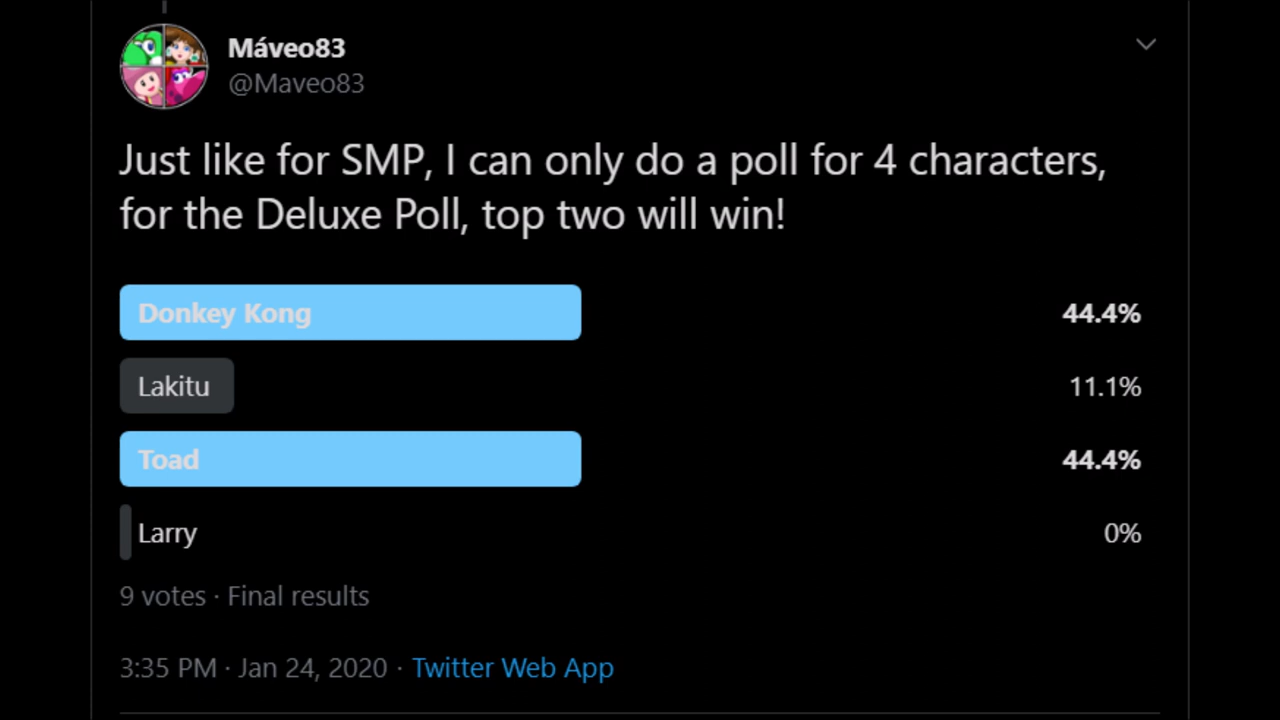 Máveo83
@Maveo83
Just like for SMP, I can only do a poll for 4 characters,
for the Deluxe Poll, top two will win!
Donkey Kong 44.4%
Lakitu 11.1%
Toad 44.4%
Larry 0%
9 votes · Final results
3:35 PM · Jan 24, 2020 · Twitter Web App